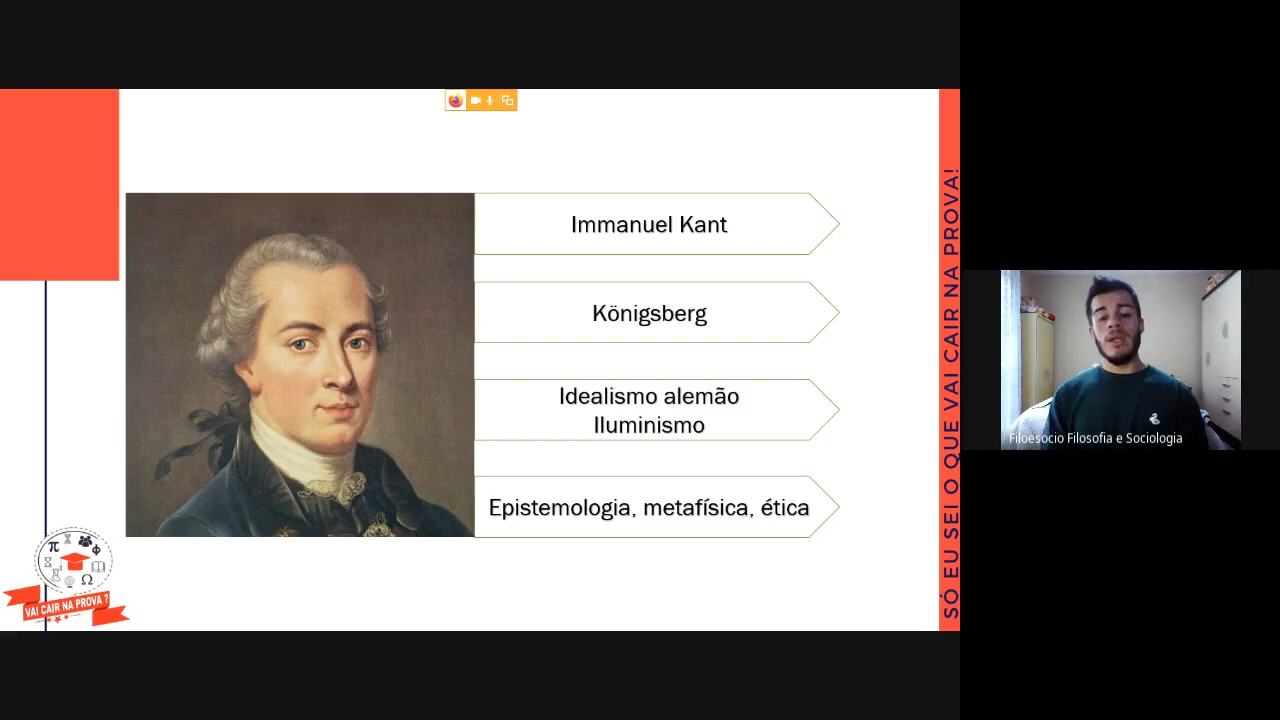 Immanuel Kant
Königsberg
Idealismo alemão
Iluminismo
Epistemologia, metafísica, ética
π
Φ
Ω
VAI CAIR NA PROVA ?
SÓ EU SEI O QUE VAI CAIR NA PROVA!
Filoesocio Filosofia e Sociologia